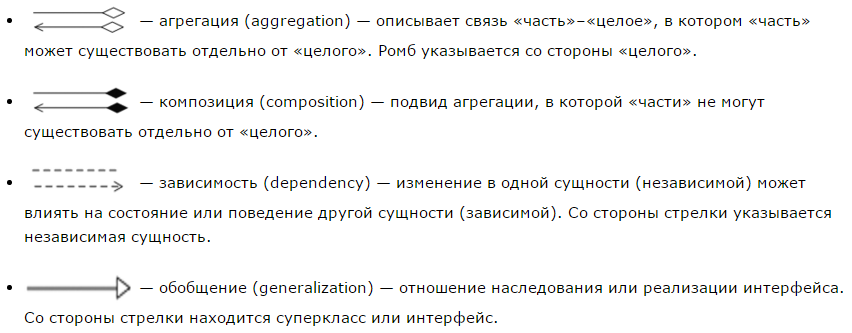 — агрегация (aggregation) — описывает связь «часть»–«целое», в котором «часть»
может существовать отдельно от «целого». Ромб указывается со стороны «целого».
— композиция (composition) — подвид агрегации, в которой «части» не могут
существовать отдельно от «целого».
— зависимость (dependency) — изменение в одной сущности (независимой) может
влиять на состояние или поведение другой сущности (зависимой). Со стороны стрелки указывается
независимая сущность.
— обобщение (generalization) — отношение наследования или реализации интерфейса.
Со стороны стрелки находится суперкласс или интерфейс.